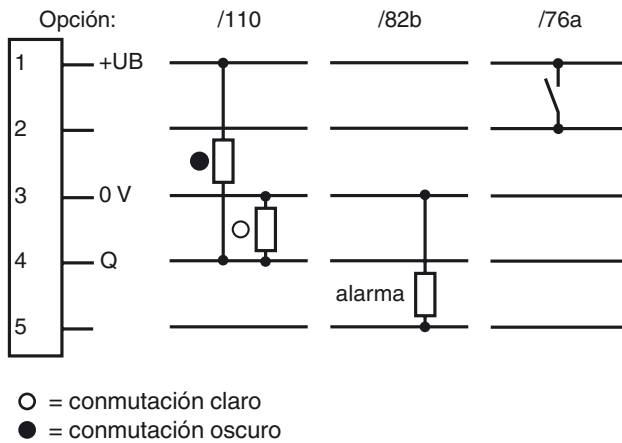 Opción: /110 /82b /76a
1 +UB
2
3 0 V
4 Q
alarma
5
= conmutación claro
= conmutación oscuro